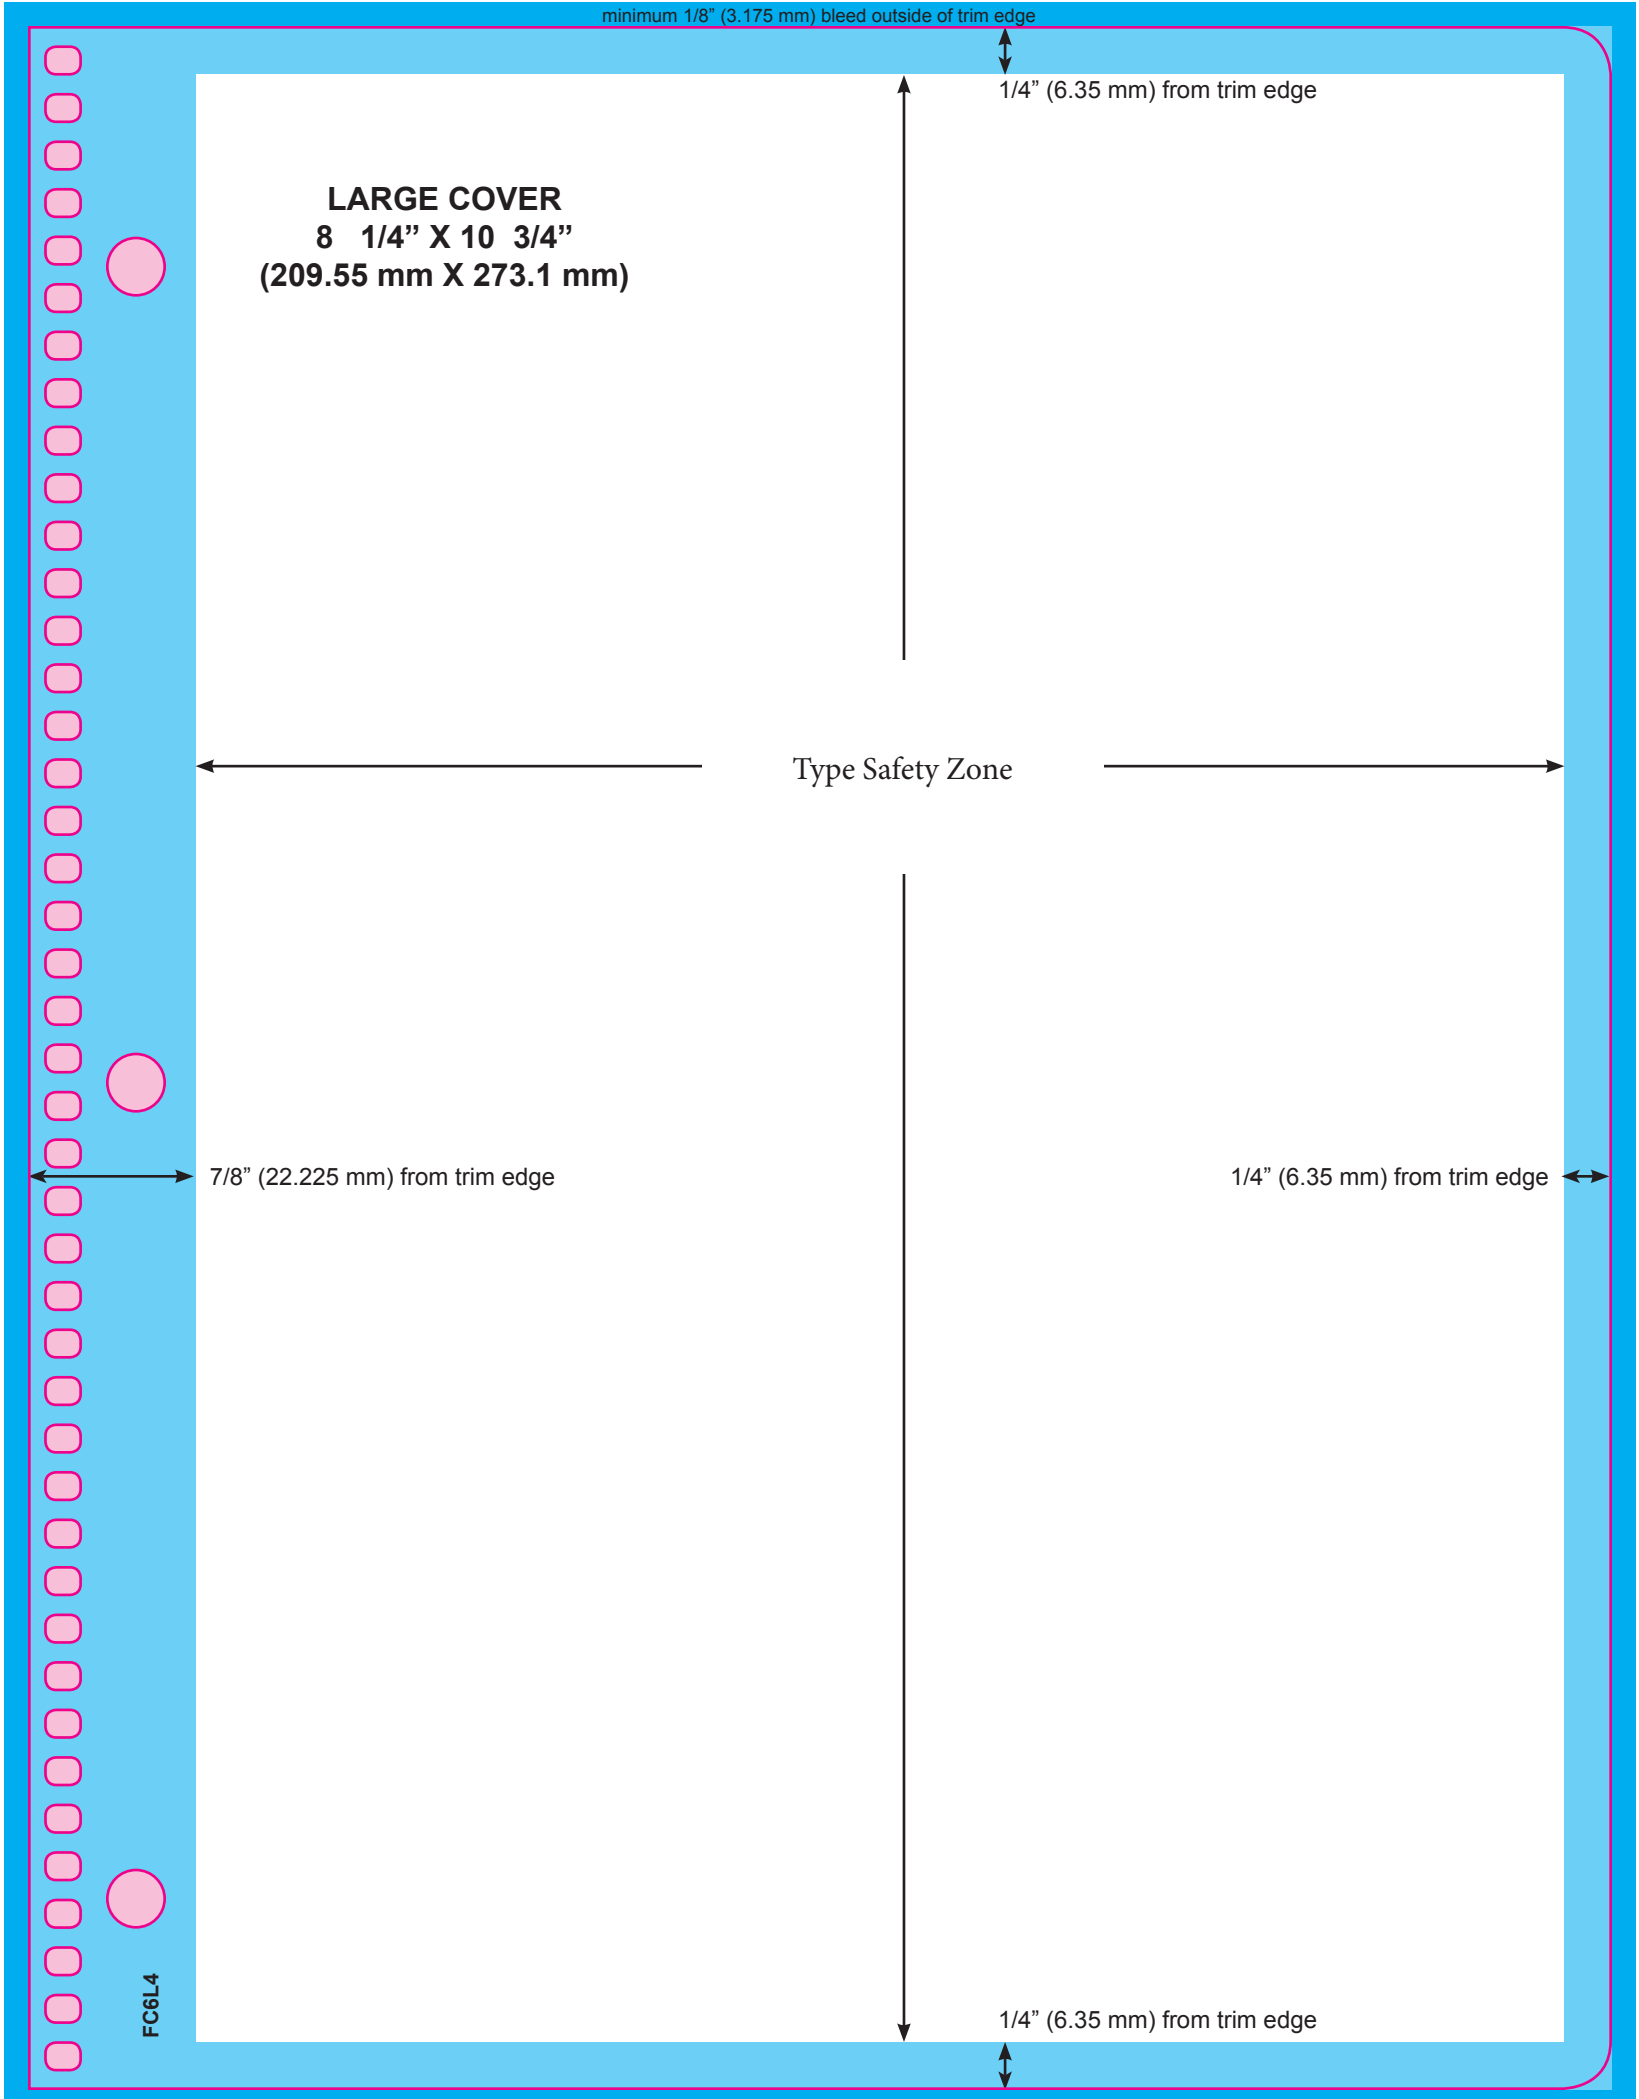 minimum 1/8” (3.175 mm) bleed outside of trim edge
1/4” (6.35 mm) from trim edge
LARGE COVER
8 1/4” X 10 3/4”
(209.55 mm X 273.1 mm)
Type Safety Zone
7/8” (22.225 mm) from trim edge
1/4” (6.35 mm) from trim edge
FC6L4
1/4” (6.35 mm) from trim edge